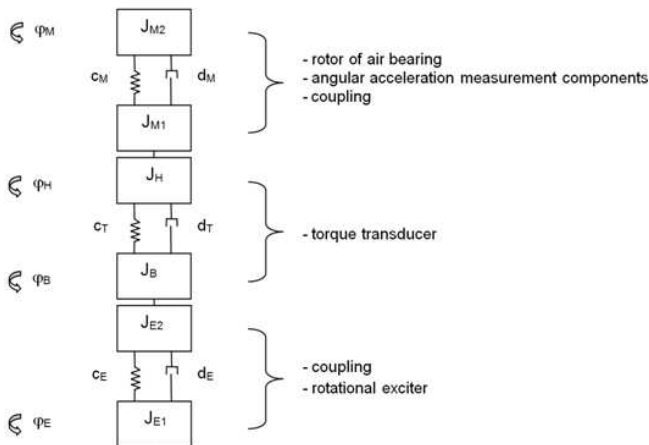 φM
JM2
cM
dM
JM1
- rotor of air bearing
- angular acceleration measurement components
- coupling
φH
JH
cT
dT
- torque transducer
φB
JB
JE2
cE
dE
- coupling
- rotational exciter
φE
JE1